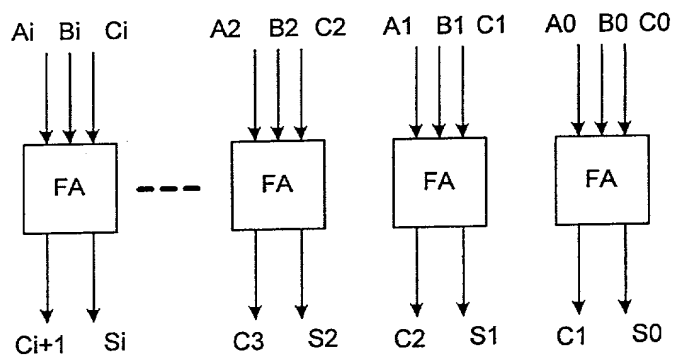 Ai Bi Ci A2 B2 C2 A1 B1 C1 A0 B0 C0
FA FA FA FA
Ci+1 Si C3 S2 C2 S1 C1 S0